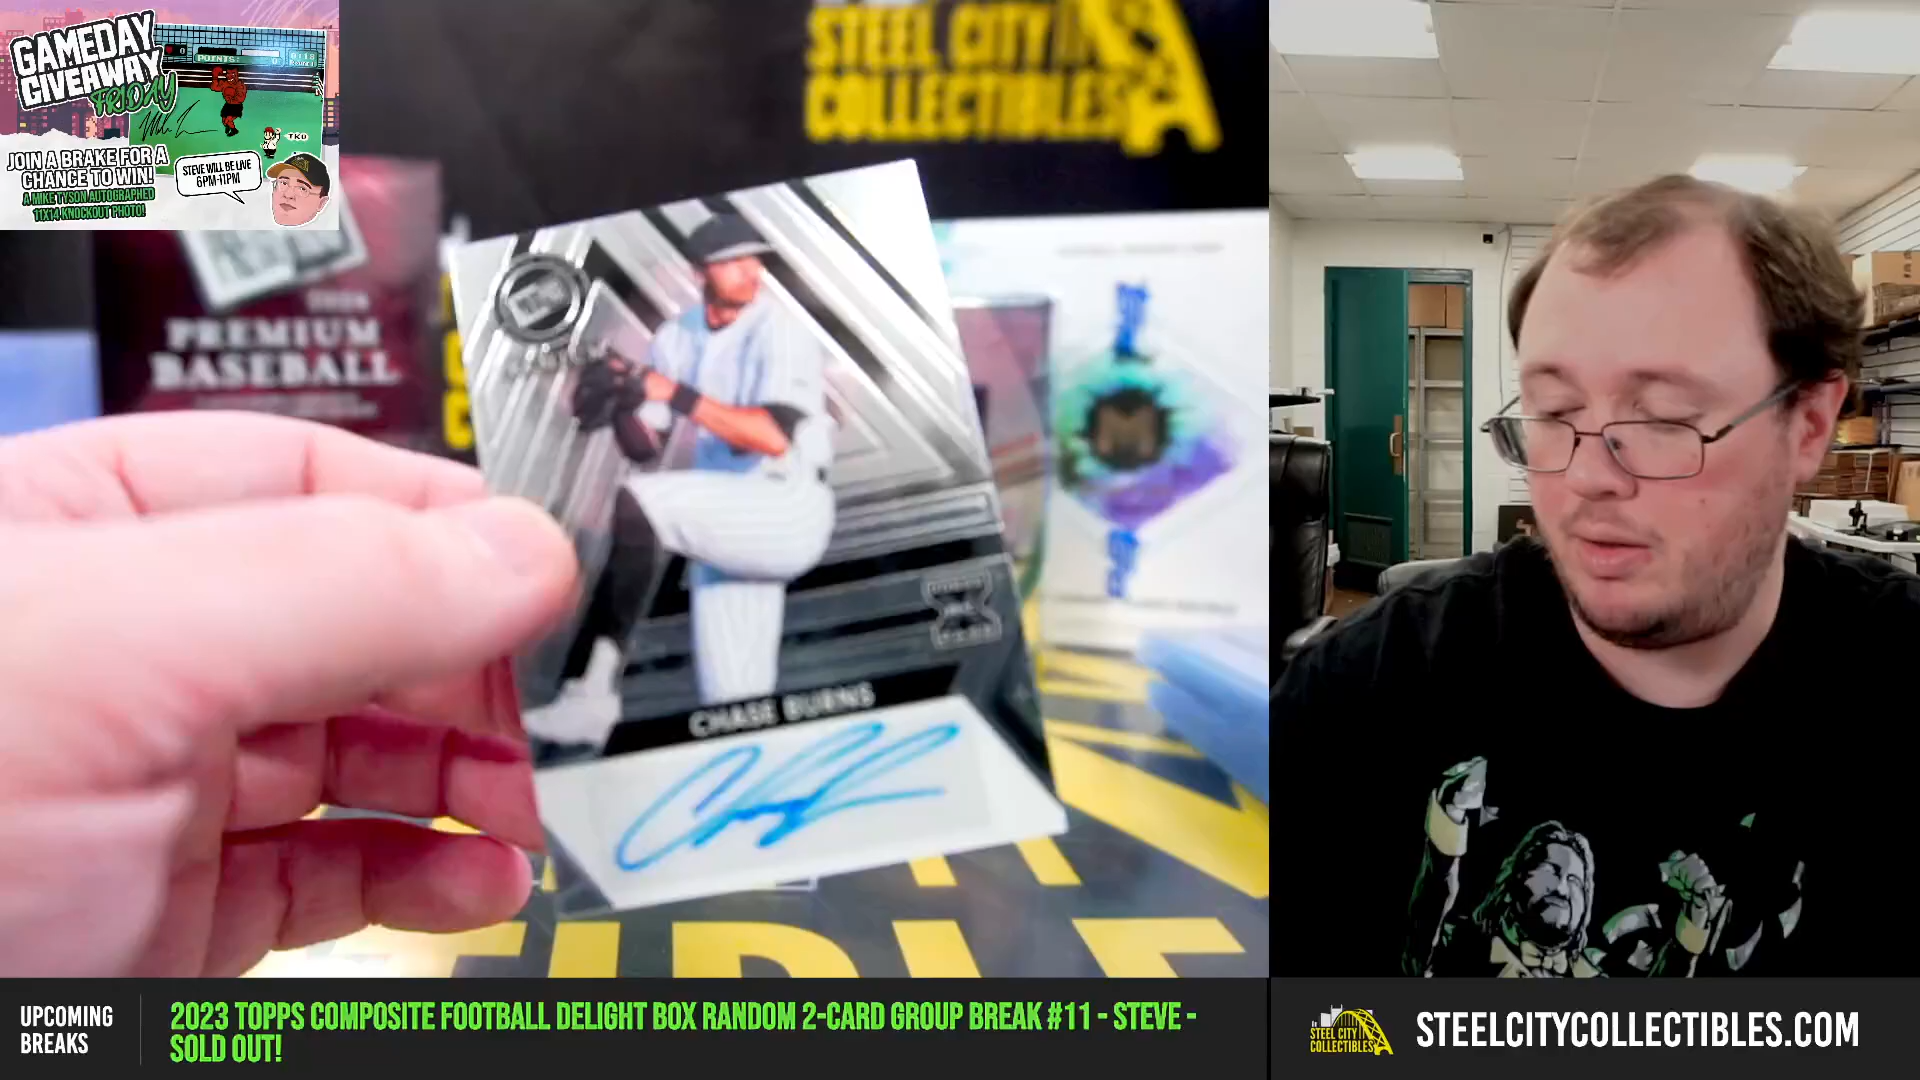 GAMEDAY
GIVEAWAY
FRIDAY
POINTS:
TKO
JOIN A BRAKE FOR A
CHANCE TO WIN!
A MIKE TYSON AUTOGRAPHED
11X14 KNOCKOUT PHOTO!
STEVE WILL BE LIVE
6PM-11PM
STEEL CITY
COLLECTIBLES
PREMIUM
BASEBALL
CHASE BURNS
UPCOMING
BREAKS
2023 TOPPS COMPOSITE FOOTBALL DELIGHT BOX RANDOM 2-CARD GROUP BREAK #11 - STEVE -
SOLD OUT!
STEEL CITY
COLLECTIBLES
STEELCITYCOLLECTIBLES.COM